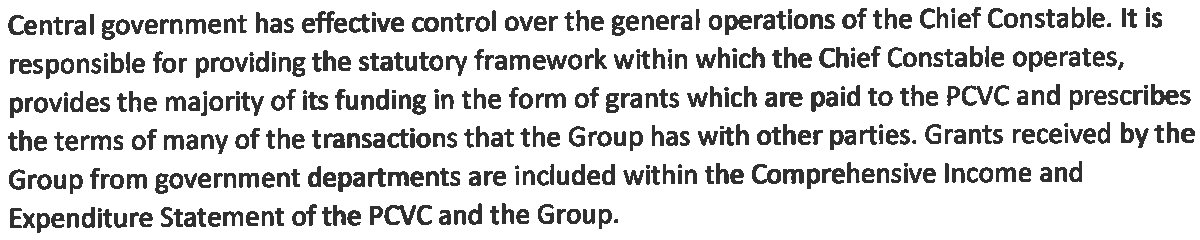 Central government has effective control over the general operations of the Chief Constable. It is
responsible for providing the statutory framework within which the Chief Constable operates,
provides the majority of its funding in the form of grants which are paid to the PCVC and prescribes
the terms of many of the transactions that the Group has with other parties. Grants received by the
Group from government departments are included within the Comprehensive Income and
Expenditure Statement of the PCVC and the Group.